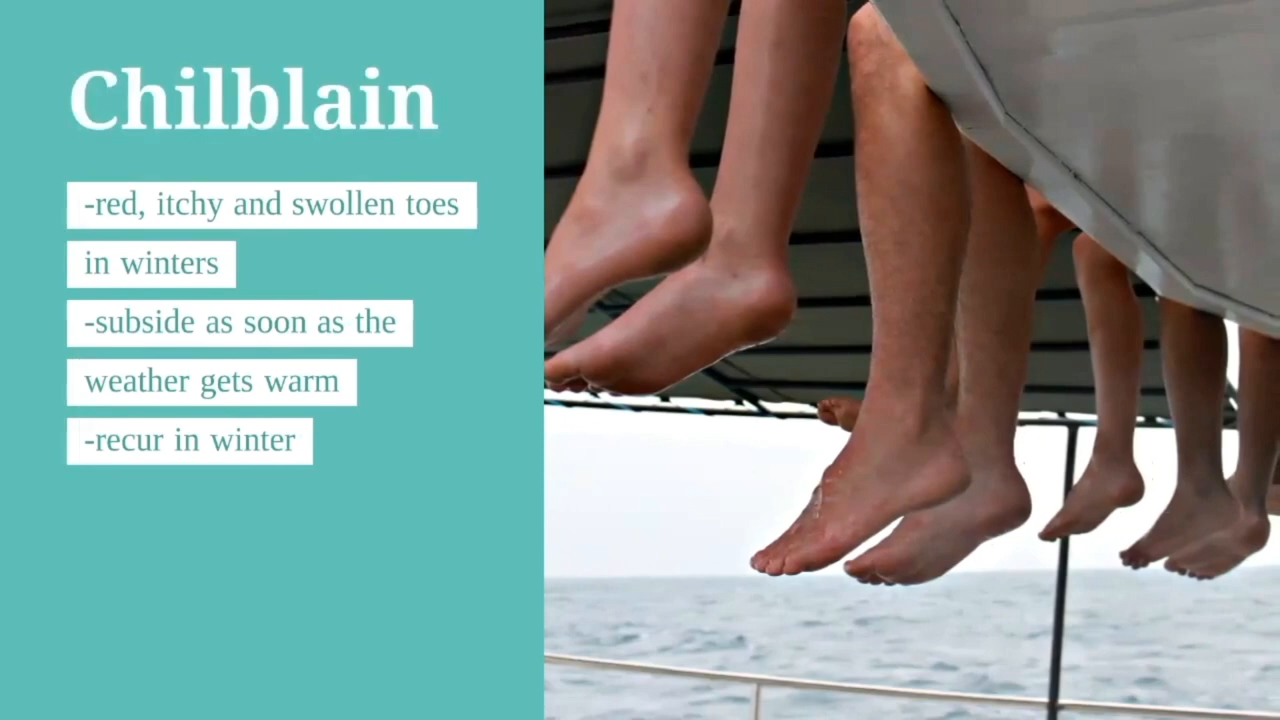 Chilblain
-red, itchy and swollen toes
in winters
-subside as soon as the
weather gets warm
-recur in winter